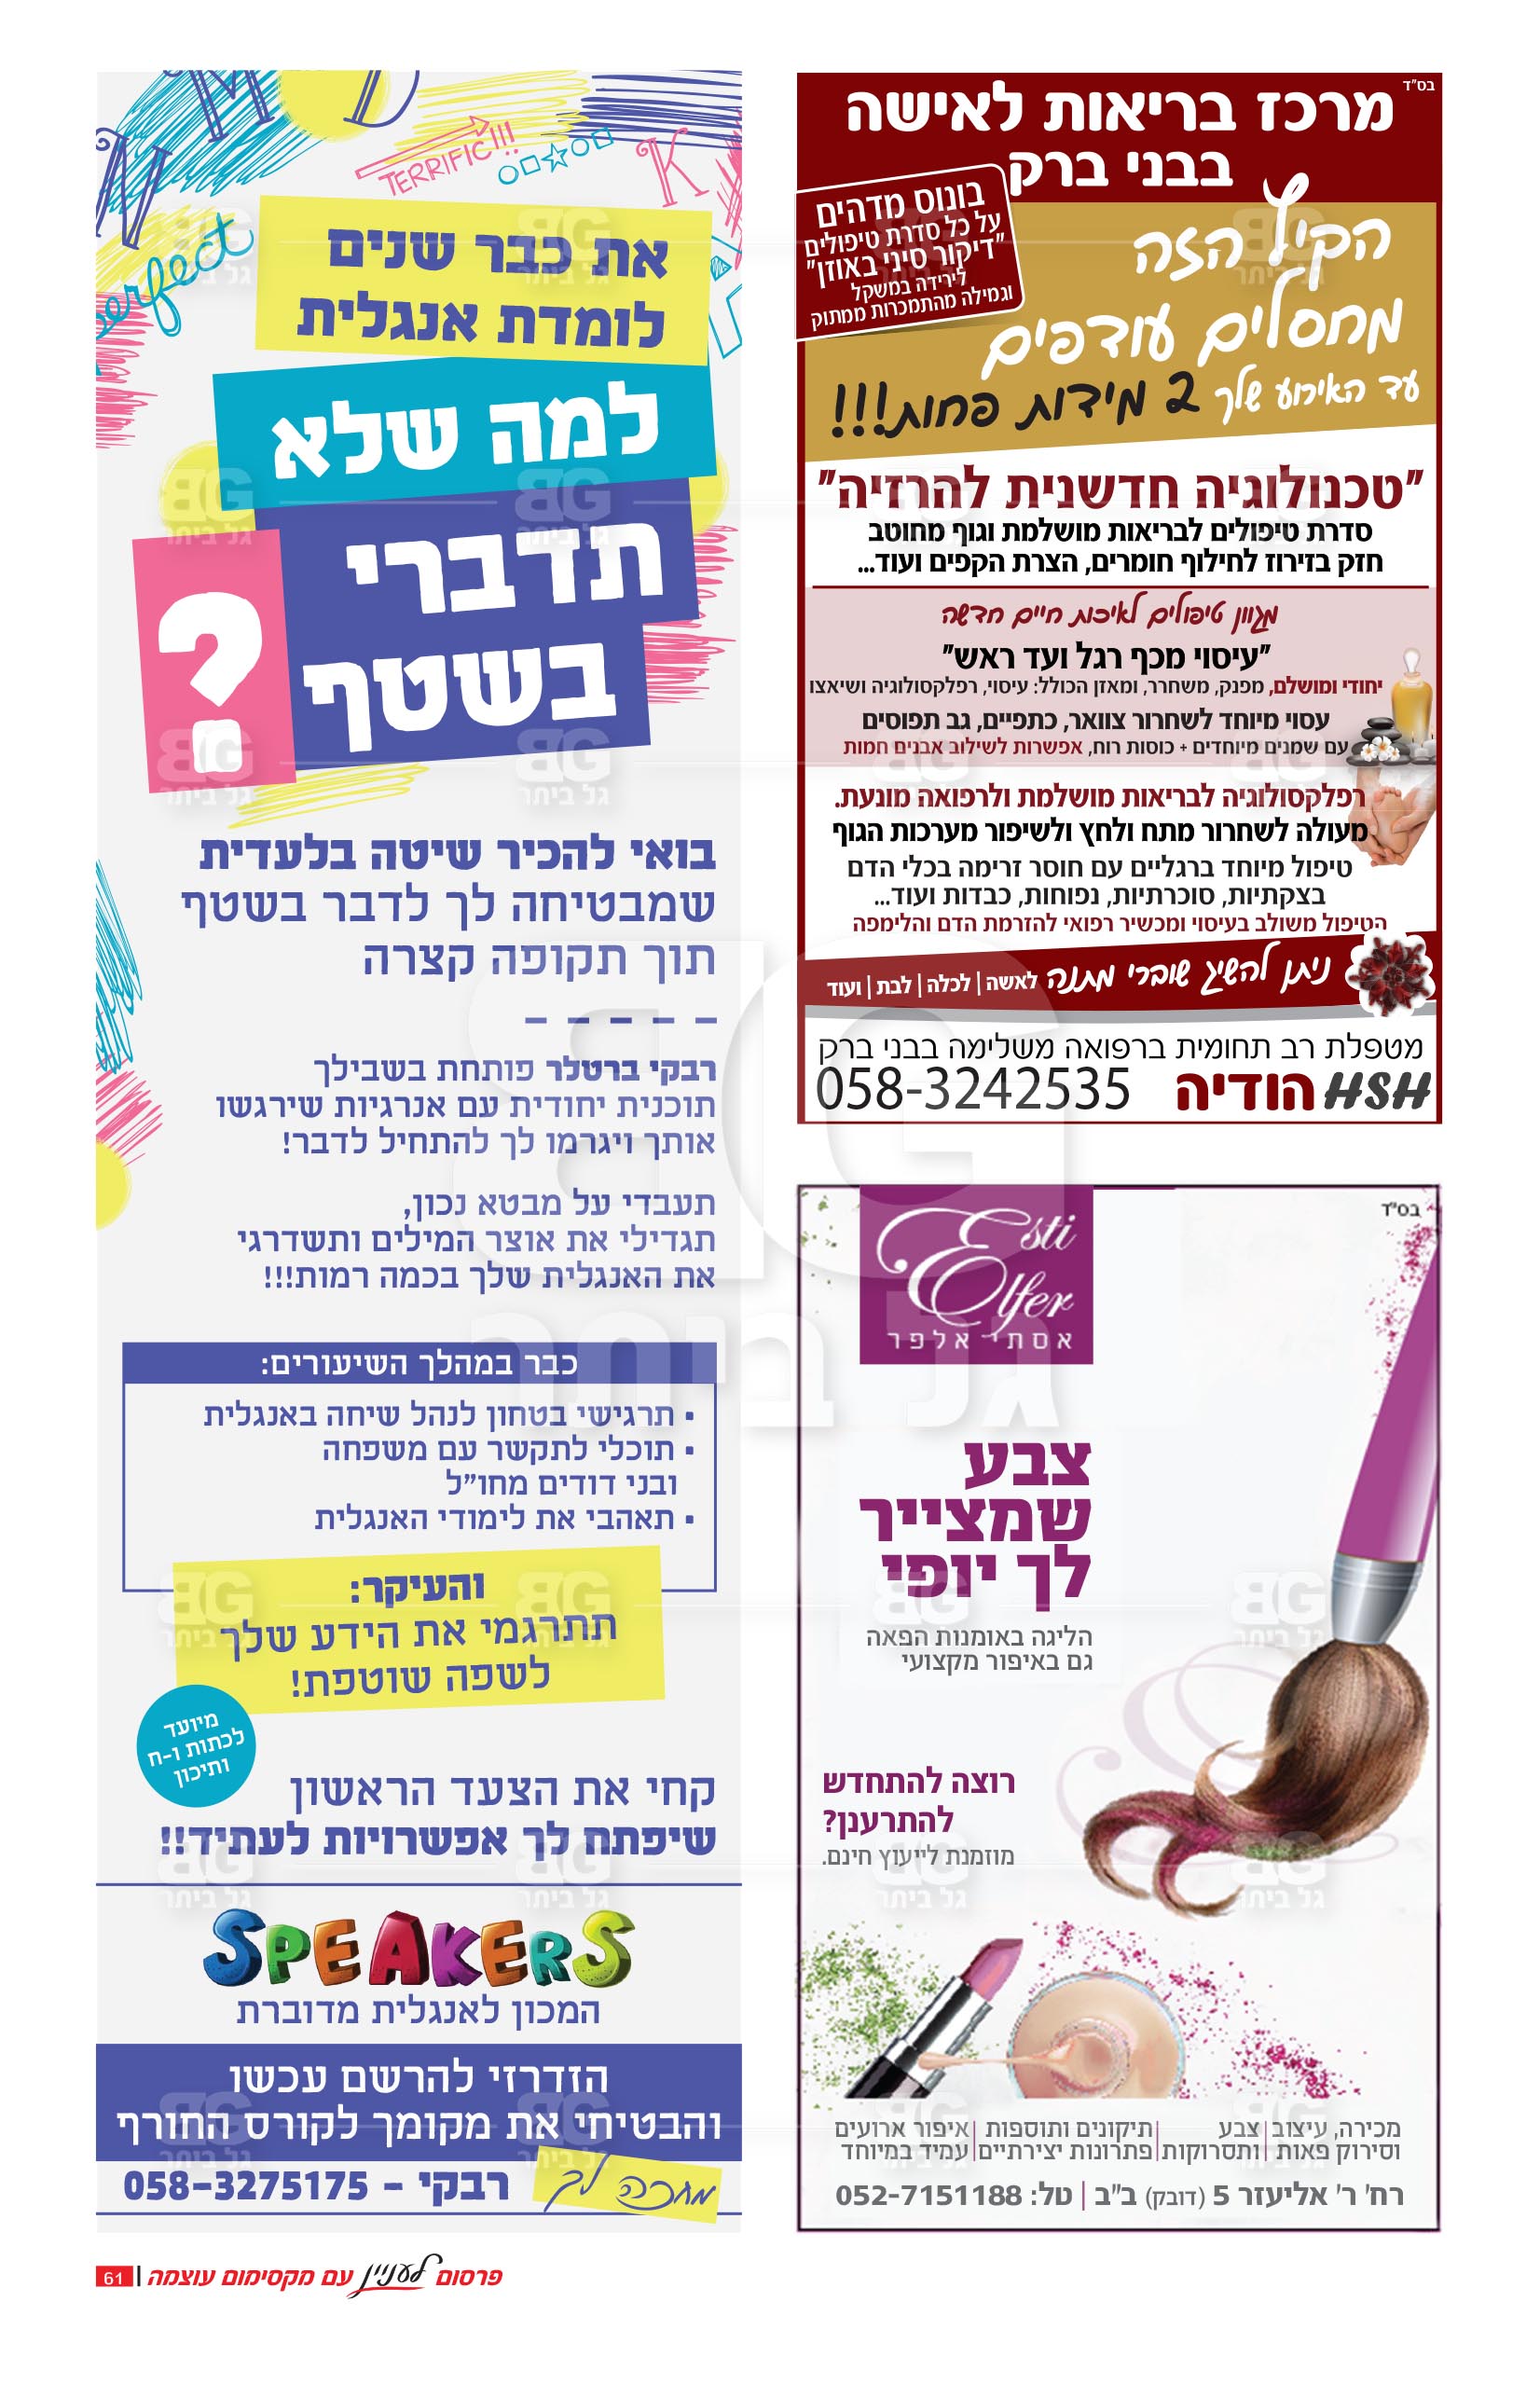 בס"ד
מרכז בריאות לאישה
בבני ברק
בונוס מדהים
על כל סדרת טיפולים
"דיקור סיני באוזן"
לירידה במשקל
וגמילה מהתמכרות ממתוק
הקיץ הזה
מחסלים עודפים
עד האירוע שלך 2 מידות פחות!!!
"טכנולוגיה חדשנית להרזיה"
סדרת טיפולים לבריאות מושלמת וגוף מחוטב
חזק בזירוז לחילוף חומרים, הצרת הקפים ועוד...
מגוון טיפולים לאיכות חיים חדשה
"עיסוי מכף רגל ועד ראש"
יחודי ומושלם, מפנק, משחרר, ומאזן הכולל: עיסוי, רפלקסולוגיה ושיאצו
עסוי מיוחד לשחרור צוואר, כתפיים, גב תפוסים
עם שמנים מיוחדים + כוסות רוח, אפשרות לשילוב אבנים חמות
רפלקסולוגיה לבריאות מושלמת ולרפואה מונעת.
מעולה לשחרור מתח ולחץ ולשיפור מערכות הגוף
טיפול מיוחד ברגליים עם חוסר זרימה בכלי הדם
בצקתיות, סוכרתיות, נפוחות, כבדות ועוד...
הטיפול משולב בעיסוי ומכשיר רפואי להזרמת הדם והלימפה
ניתן להשיג שוברי מתנה לאשה | לכלה | לבת | ועוד
מטפלת רב תחומית ברפואה משלימה בבני ברק
HSH הודיה 058-3242535
בס"ד
Esti
Elfer
אסתי אלפר
צבע
שמצייר
לך יופי
הליגה באומנות הפאה
גם באיפור מקצועי
רוצה להתחדש
להתרענן?
מוזמנת לייעוץ חינם.
מכירה, עיצוב | צבע | תיקונים ותוספות | איפור ארועים
וסירוק פאות | ותסרוקות | פתרונות יצירתיים | עמיד במיוחד
רח' ר' אליעזר 5 (דובק) ב"ב | טל: 052-7151188
N M D K
TERRIFIC!!!
perfect
את כבר שנים
לומדת אנגלית
למה שלא
תדברי
בשטף
?
בואי להכיר שיטה בלעדית
שמבטיחה לך לדבר בשטף
תוך תקופה קצרה
רבקי ברטלר פותחת בשבילך
תוכנית יחודית עם אנרגיות שירגשו
אותך ויגרמו לך להתחיל לדבר!
תעבדי על מבטא נכון,
תגדילי את אוצר המילים ותשדרגי
את האנגלית שלך בכמה רמות!!!
כבר במהלך השיעורים:
• תרגישי בטחון לנהל שיחה באנגלית
• תוכלי לתקשר עם משפחה
ובני דודים מחו"ל
• תאהבי את לימודי האנגלית
והעיקר:
תתרגמי את הידע שלך
לשפה שוטפת!
מיועד
לכתות ו-ח
ותיכון
קחי את הצעד הראשון
שיפתח לך אפשרויות לעתיד!!
SPEAKERS
המכון לאנגלית מדוברת
הזדרזי להרשם עכשו
והבטיחי את מקומך לקורס החורף
מחכה לך
רבקי - 058-3275175
פרסום לעניין עם מקסימום עוצמה | 61
BG
גל ביתר